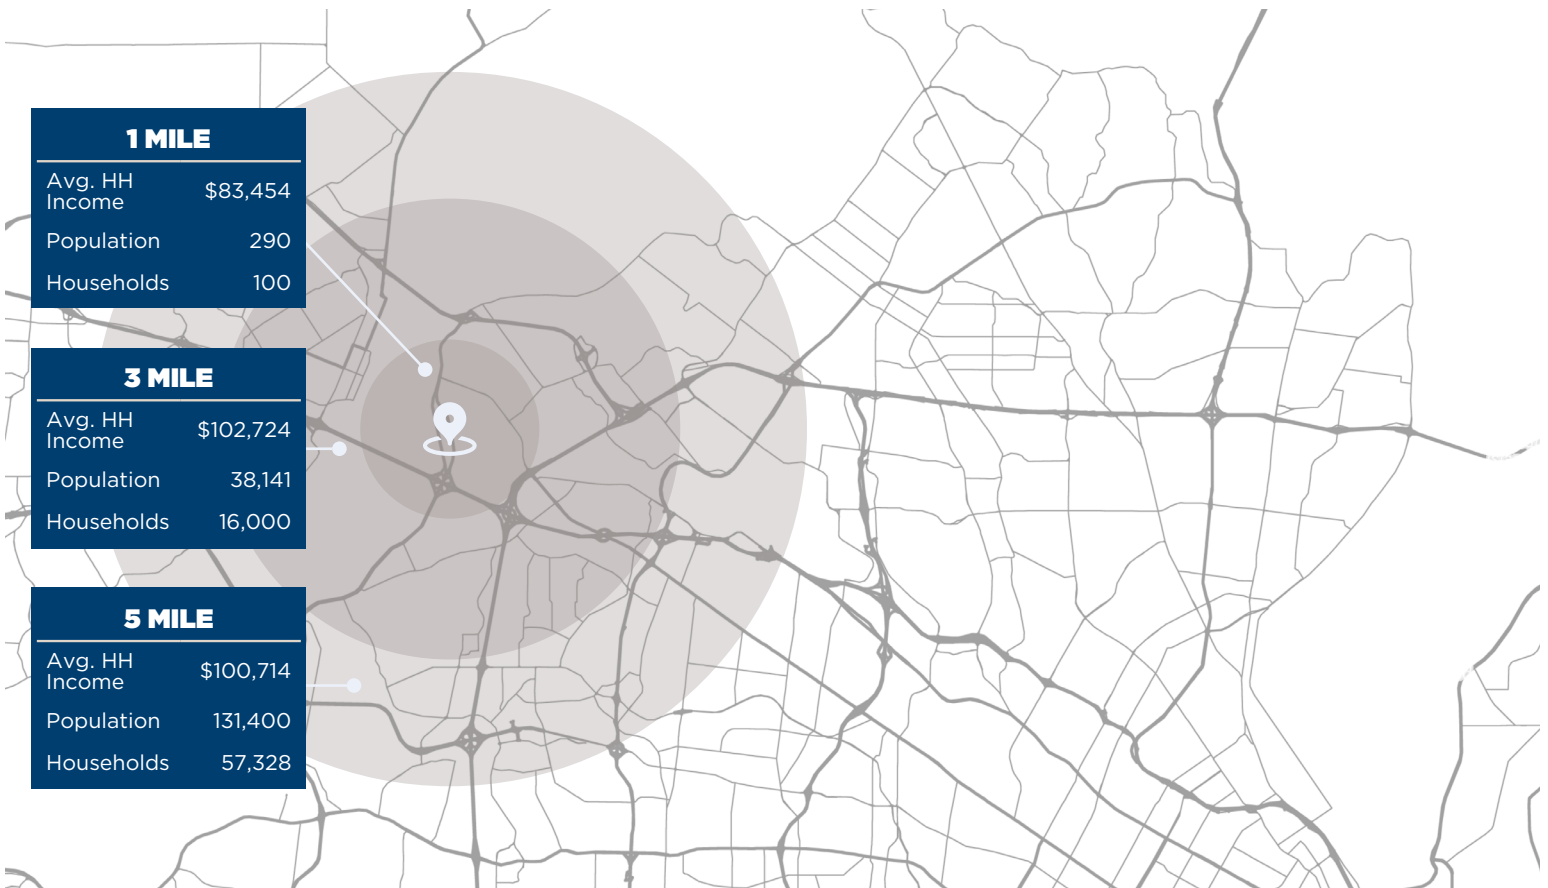 1 MILE
Avg. HH
Income
$83,454
Population 290
Households 100
3 MILE
Avg. HH
Income
$102,724
Population 38,141
Households 16,000
5 MILE
Avg. HH
Income
$100,714
Population 131,400
Households 57,328